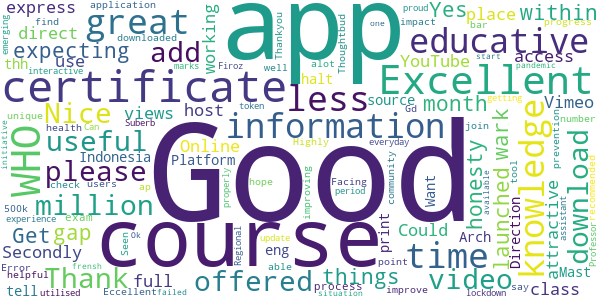 express
application
find
direct
emerging
great
downloaded
expecting
thh
use
add
working
Thankyou
Firoz
alot
Thoughtbud
app
one
proud
impact
bar
Yes
place
within
progress
educative
start
YouTube
access
pandemic
certificate
less
halt
Excellent
well
marks
interactive
Nice
host
information
source
month
Gd
Vimeo
unique
WHO
useful
views
Online
token
Highly
everyday
join
getting
number
health
Can
Suberb
Indonesia
Platform
Good
knowledge
launched
wark
honesty
download
prevention
initiative
please
check
users
ap
hope
improving
Facing
period
community
Want
Direction
tool
available
attractive
recommended
million
500k
exam
print
properly
Could
time
Get
gap
experience
Seen
Ok
course
Regional
update
able
Arch
Mast
assistant
Professor
Secondly
Thank
offered
things
eng
point
video
Error
helpful
full
process
improve
say
class
tell
utilised
frensh
Eccellent
failed
situation
lockdown